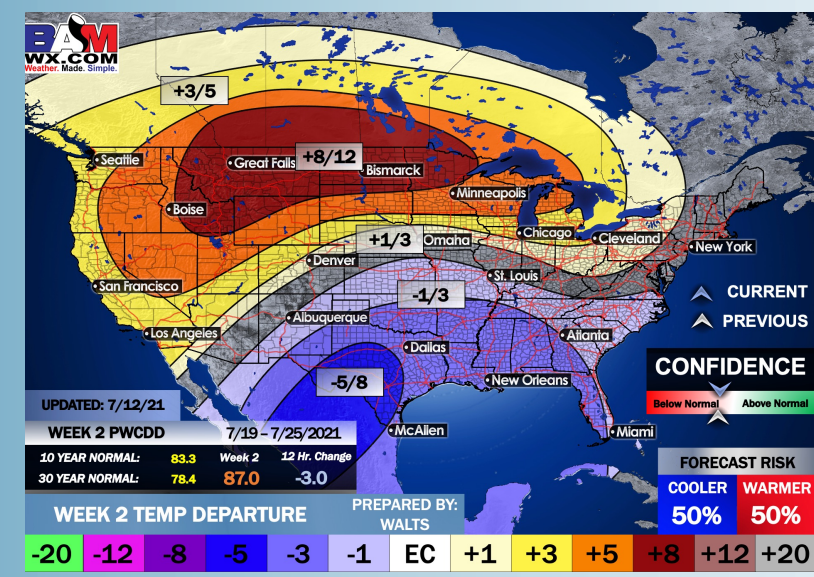 BAM
WX.COM
Weather. Made. Simple.
+3/5
Seattle
Great Falls
+8/12
Bismarck
Minneapolis
Boise
+1/3
Omaha
Chicago
Cleveland
New York
Denver
San Francisco
St. Louis
-1/3
CURRENT
Albuquerque
PREVIOUS
Los Angeles
Atlanta
Dallas
CONFIDENCE
-5/8
New Orleans
Below Normal
Above Normal
McAllen
Miami
UPDATED: 7/12/21
WEEK 2 PWCDD 7/19 – 7/25/2021
10 YEAR NORMAL: 83.3 Week 2 12 Hr. Change
30 YEAR NORMAL: 78.4 87.0 -3.0
FORECAST RISK
COOLER WARMER
50% 50%
WEEK 2 TEMP DEPARTURE
PREPARED BY:
WALTS
-20 -12 -8 -5 -3 -1 EC +1 +3 +5 +8 +12 +20